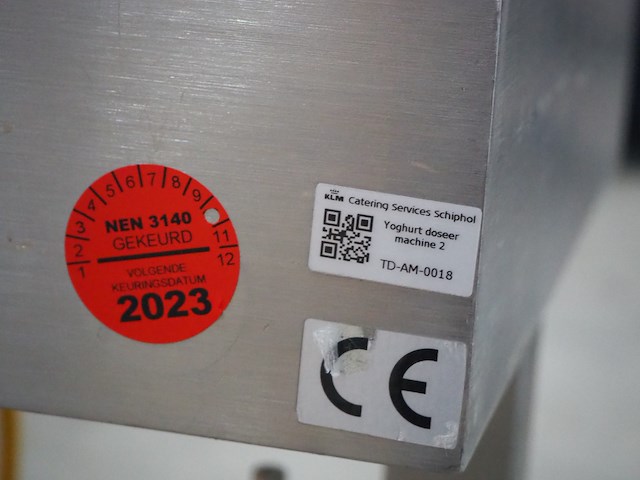 1 2 3 4 5 6 7 8 9 11 12
NEN 3140
GEKEURD
VOLGENDE
KEURINGSDATUM
2023
KLM Catering Services Schiphol
Yoghurt doseer
machine 2
TD-AM-0018
CE